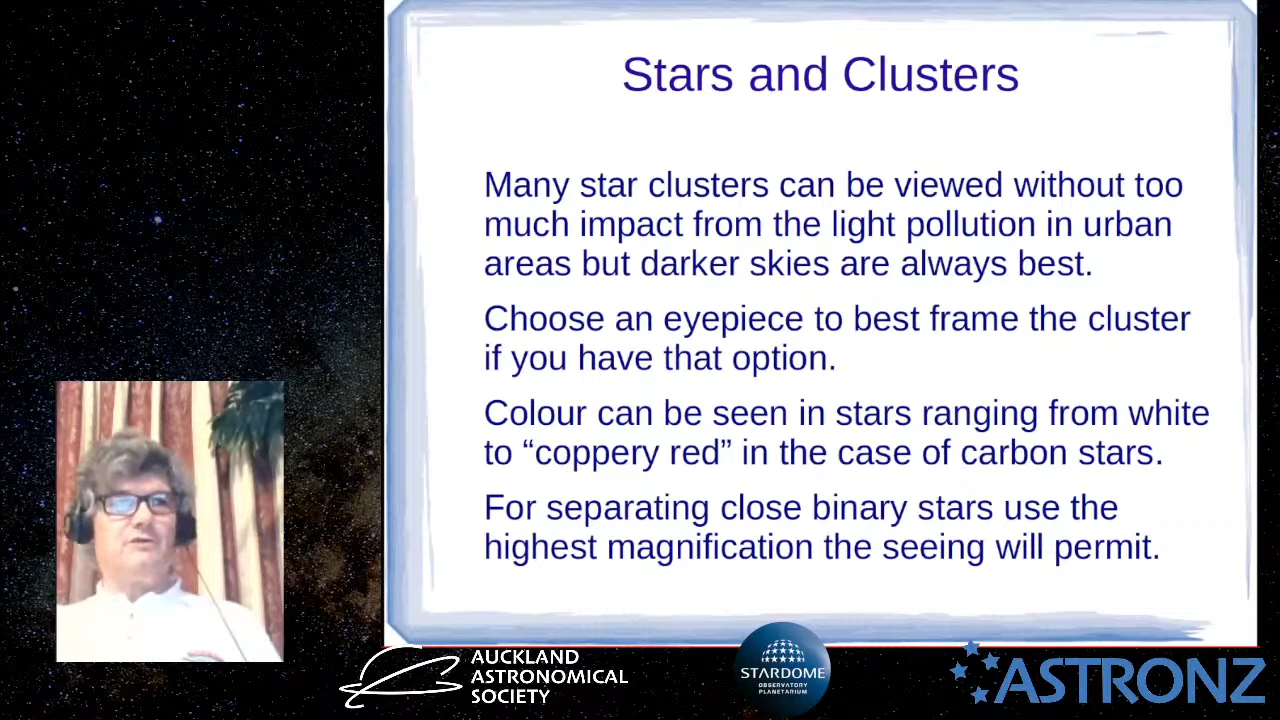 Stars and Clusters
Many star clusters can be viewed without too
much impact from the light pollution in urban
areas but darker skies are always best.
Choose an eyepiece to best frame the cluster
if you have that option.
Colour can be seen in stars ranging from white
to “coppery red” in the case of carbon stars.
For separating close binary stars use the
highest magnification the seeing will permit.
AUCKLAND
ASTRONOMICAL
SOCIETY
STARDOME
OBSERVATORY
PLANETARIUM
ASTRONZ